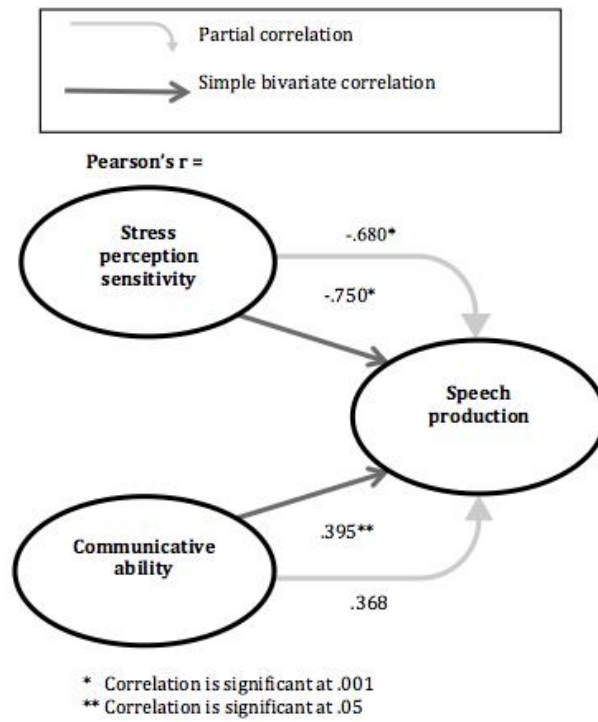 Partial correlation
Simple bivariate correlation
Pearson's r =
Stress
perception
sensitivity
-.680*
-.750*
Speech
production
Communicative
ability
.395**
.368
* Correlation is significant at .001
** Correlation is significant at .05